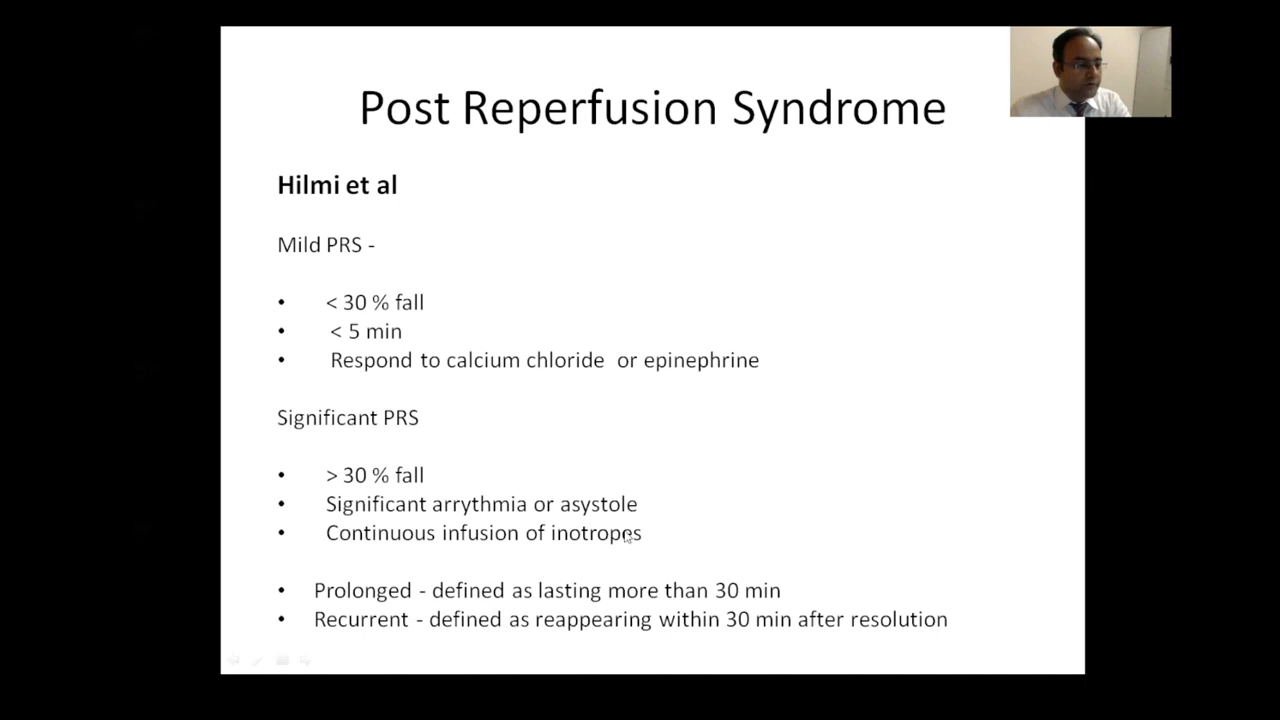 Post Reperfusion Syndrome
Hilmi et al
Mild PRS -
• < 30 % fall
• < 5 min
• Respond to calcium chloride or epinephrine
Significant PRS
• > 30 % fall
• Significant arrythmia or asystole
• Continuous infusion of inotropes
• Prolonged - defined as lasting more than 30 min
• Recurrent - defined as reappearing within 30 min after resolution